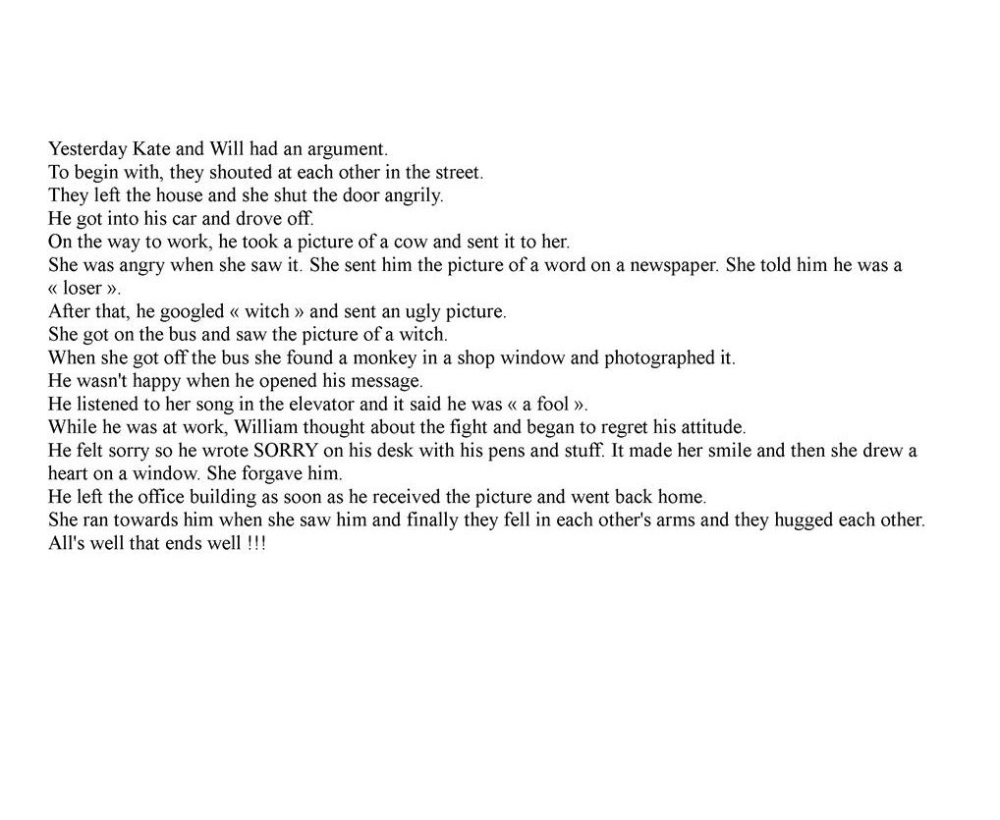 Yesterday Kate and Will had an argument.
To begin with, they shouted at each other in the street.
They left the house and she shut the door angrily.
He got into his car and drove off.
On the way to work, he took a picture of a cow and sent it to her.
She was angry when she saw it. She sent him the picture of a word on a newspaper. She told him he was a
« loser ».
After that, he googled « witch » and sent an ugly picture.
She got on the bus and saw the picture of a witch.
When she got off the bus she found a monkey in a shop window and photographed it.
He wasn't happy when he opened his message.
He listened to her song in the elevator and it said he was « a fool ».
While he was at work, William thought about the fight and began to regret his attitude.
He felt sorry so he wrote SORRY on his desk with his pens and stuff. It made her smile and then she drew a
heart on a window. She forgave him.
He left the office building as soon as he received the picture and went back home.
She ran towards him when she saw him and finally they fell in each other's arms and they hugged each other.
All's well that ends well !!!